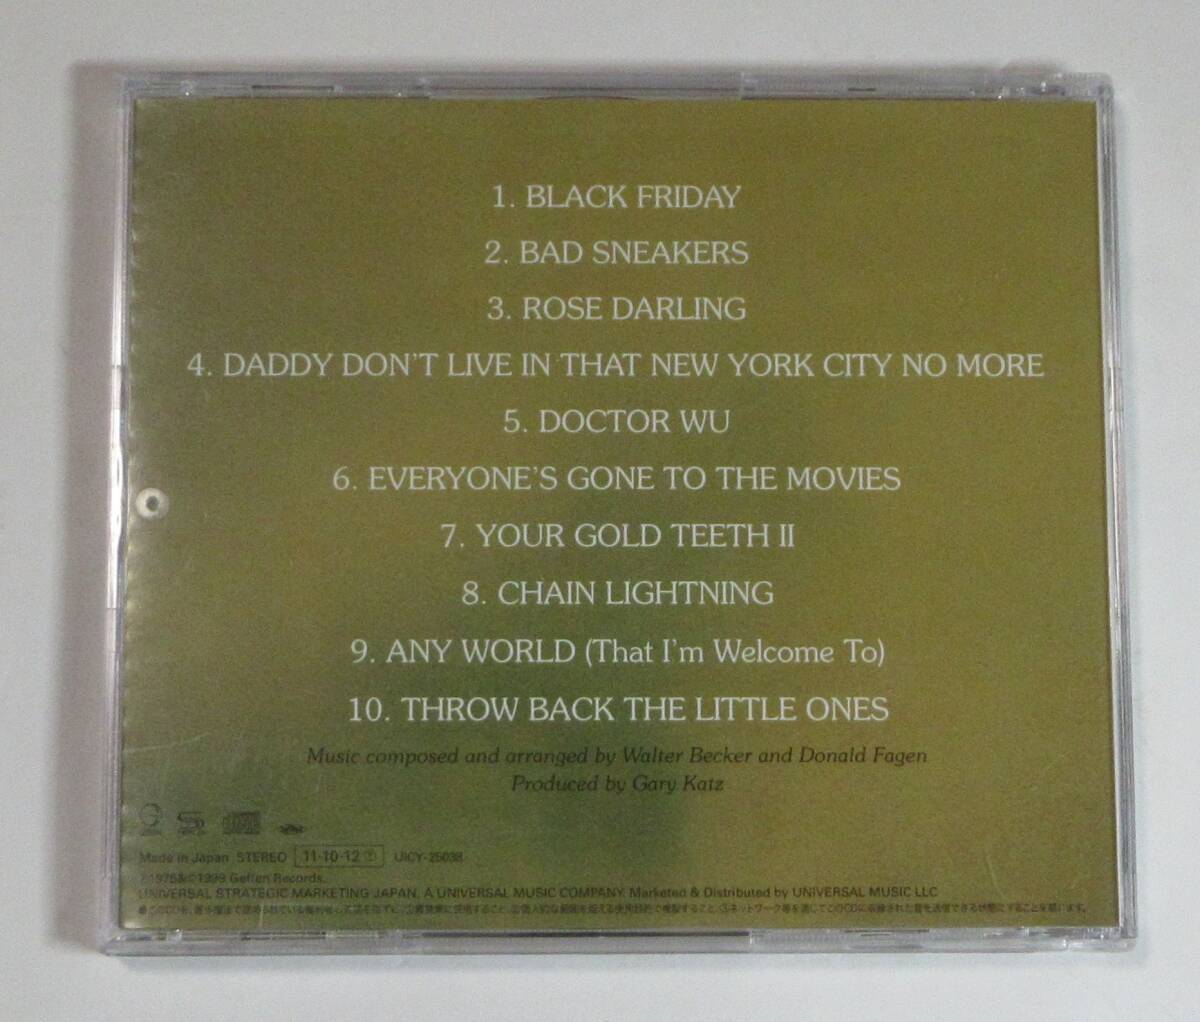 1. BLACK FRIDAY
2. BAD SNEAKERS
3. ROSE DARLING
4. DADDY DON'T LIVE IN THAT NEW YORK CITY NO MORE
5. DOCTOR WU
6. EVERYONE'S GONE TO THE MOVIES
7. YOUR GOLD TEETH II
8. CHAIN LIGHTNING
9. ANY WORLD (That I'm Welcome To)
10. THROW BACK THE LITTLE ONES
Music composed and arranged by Walter Becker and Donald Fagen
Produced by Gary Katz
Made in Japan STEREO 11·10·12 UICY-25038
℗1975&©1999 Geffen Records.
UNIVERSAL STRATEGIC MARKETING JAPAN, A UNIVERSAL MUSIC COMPANY. Marketed & Distributed by UNIVERSAL MUSIC LLC